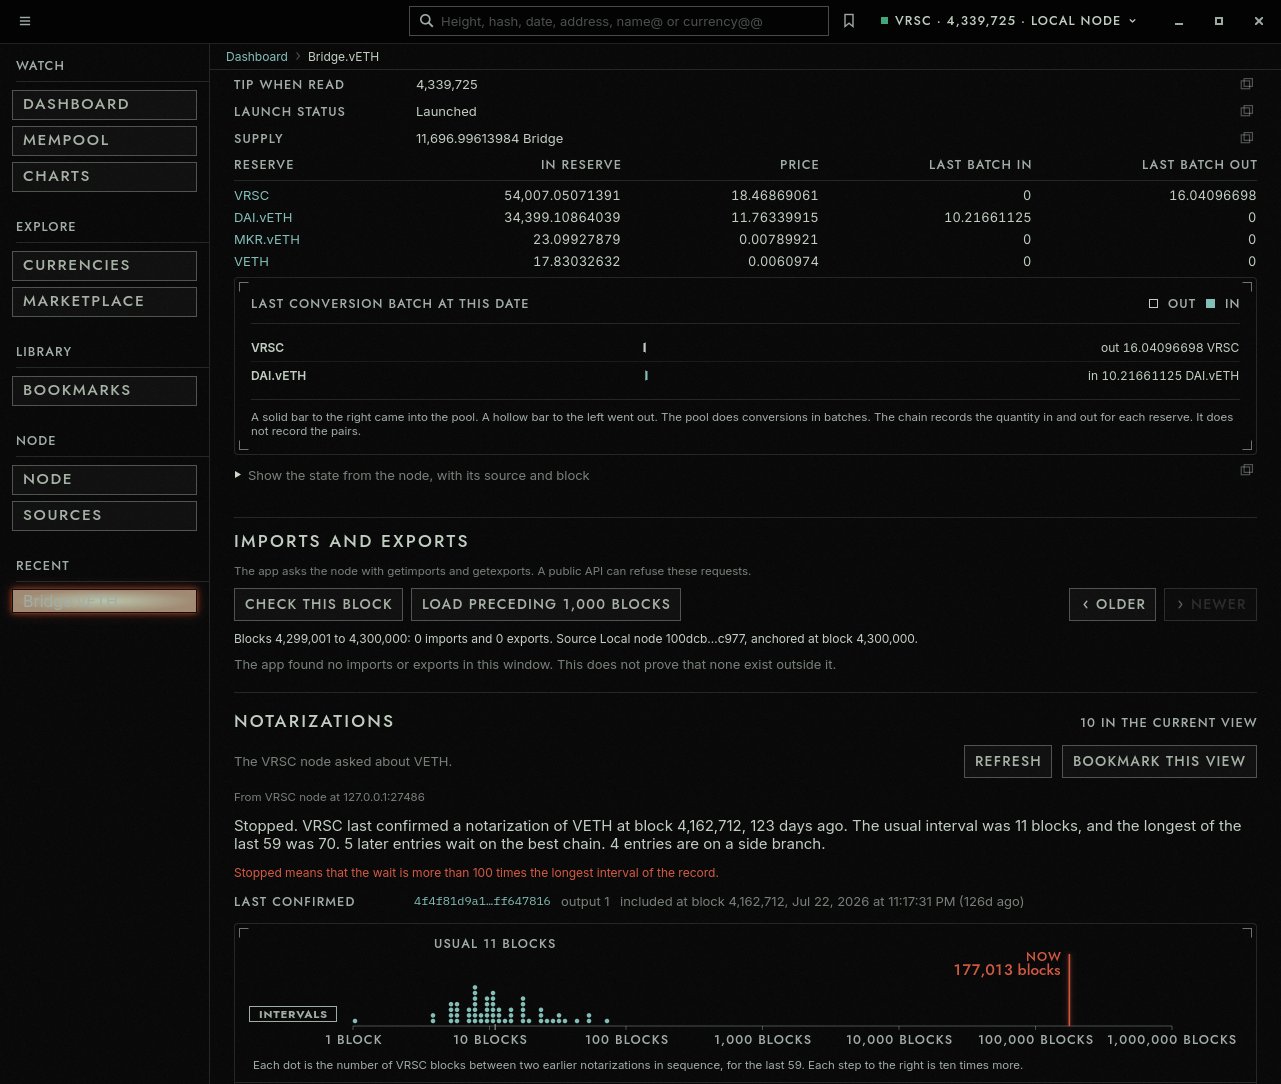 Height, hash, date, address, name@ or currency@@
VRSC · 4,339,725 · LOCAL NODE
WATCH
DASHBOARD
MEMPOOL
CHARTS
EXPLORE
CURRENCIES
MARKETPLACE
LIBRARY
BOOKMARKS
NODE
NODE
SOURCES
RECENT
Bridge.vETH
Dashboard › Bridge.vETH
TIP WHEN READ 4,339,725
LAUNCH STATUS Launched
SUPPLY 11,696.99613984 Bridge
RESERVE IN RESERVE PRICE LAST BATCH IN LAST BATCH OUT
VRSC 54,007.05071391 18.46869061 0 16.04096698
DAI.vETH 34,399.10864039 11.76339915 10.21661125 0
MKR.vETH 23.09927879 0.00789921 0 0
VETH 17.83032632 0.0060974 0 0
LAST CONVERSION BATCH AT THIS DATE OUT IN
VRSC out 16.04096698 VRSC
DAI.vETH in 10.21661125 DAI.vETH
A solid bar to the right came into the pool. A hollow bar to the left went out. The pool does conversions in batches. The chain records the quantity in and out for each reserve. It does
not record the pairs.
Show the state from the node, with its source and block
IMPORTS AND EXPORTS
The app asks the node with getimports and getexports. A public API can refuse these requests.
CHECK THIS BLOCK LOAD PRECEDING 1,000 BLOCKS ‹ OLDER › NEWER
Blocks 4,299,001 to 4,300,000: 0 imports and 0 exports. Source Local node 100dcb…c977, anchored at block 4,300,000.
The app found no imports or exports in this window. This does not prove that none exist outside it.
NOTARIZATIONS 10 IN THE CURRENT VIEW
The VRSC node asked about VETH. REFRESH BOOKMARK THIS VIEW
From VRSC node at 127.0.0.1:27486
Stopped. VRSC last confirmed a notarization of VETH at block 4,162,712, 123 days ago. The usual interval was 11 blocks, and the longest of the
last 59 was 70. 5 later entries wait on the best chain. 4 entries are on a side branch.
Stopped means that the wait is more than 100 times the longest interval of the record.
LAST CONFIRMED 4f4f81d9a1…ff647816 output 1 included at block 4,162,712, Jul 22, 2026 at 11:17:31 PM (126d ago)
USUAL 11 BLOCKS
NOW
177,013 blocks
INTERVALS
1 BLOCK 10 BLOCKS 100 BLOCKS 1,000 BLOCKS 10,000 BLOCKS 100,000 BLOCKS 1,000,000 BLOCKS
Each dot is the number of VRSC blocks between two earlier notarizations in sequence, for the last 59. Each step to the right is ten times more.